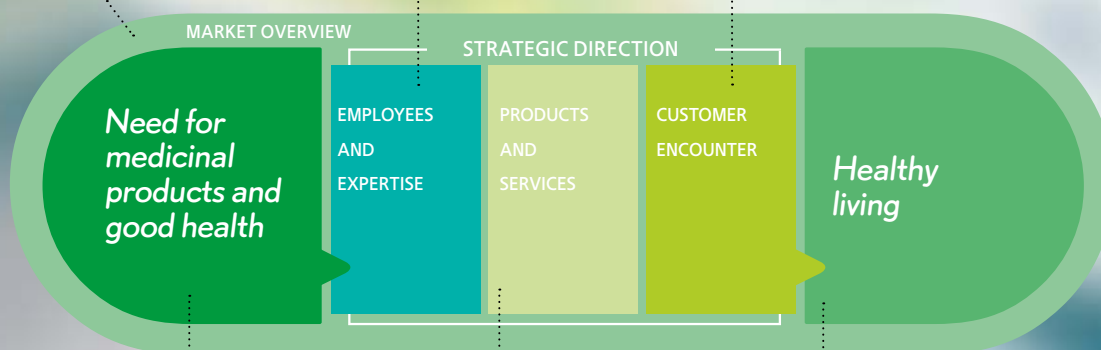 MARKET OVERVIEW
STRATEGIC DIRECTION
Need for
medicinal
products and
good health
EMPLOYEES
AND
EXPERTISE
PRODUCTS
AND
SERVICES
CUSTOMER
ENCOUNTER
Healthy
living